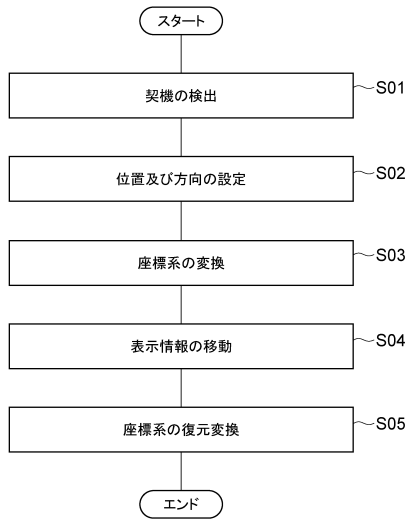 スタート
契機の検出
S01
位置及び方向の設定
S02
座標系の変換
S03
表示情報の移動
S04
座標系の復元変換
S05
エンド